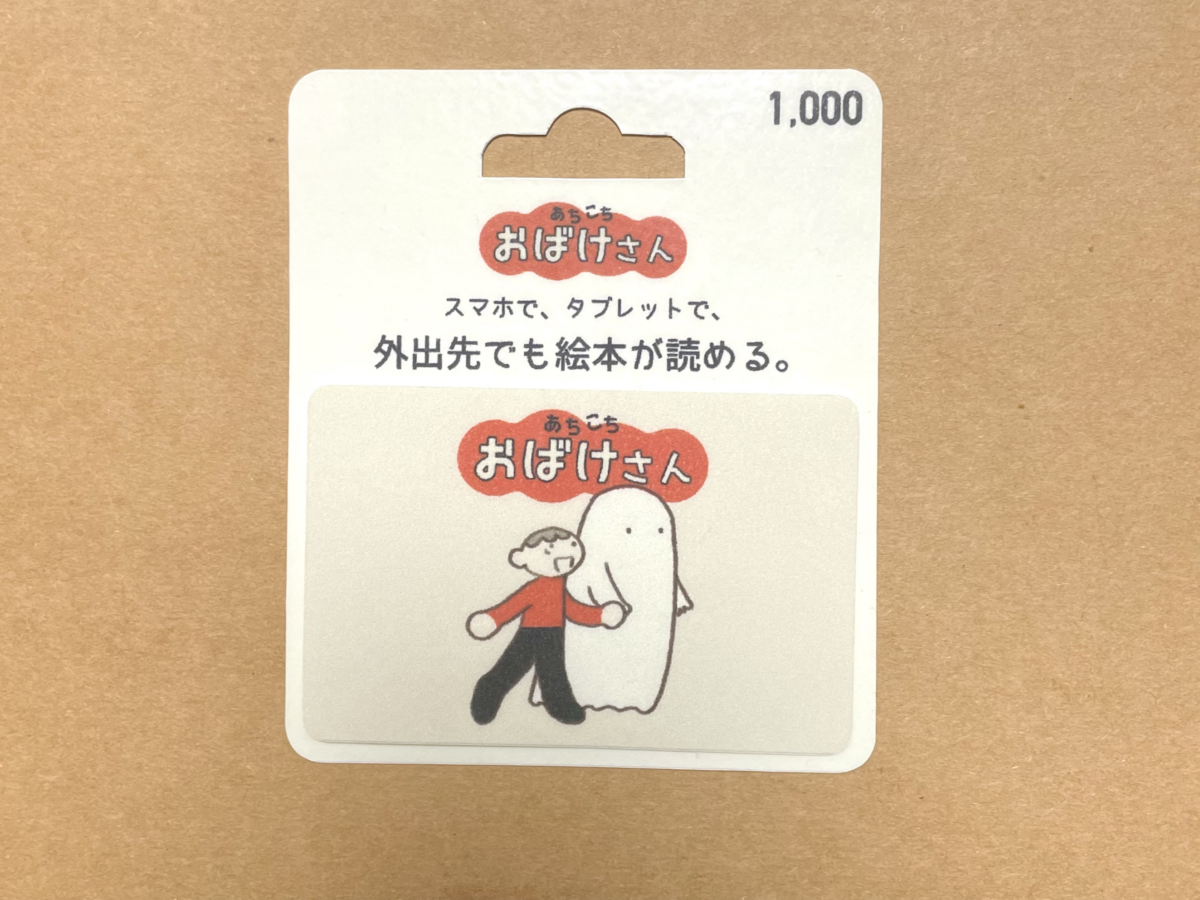 1,000
あちこち
おばけさん
スマホで、タブレットで、
外出先でも絵本が読める。
あちこち
おばけさん